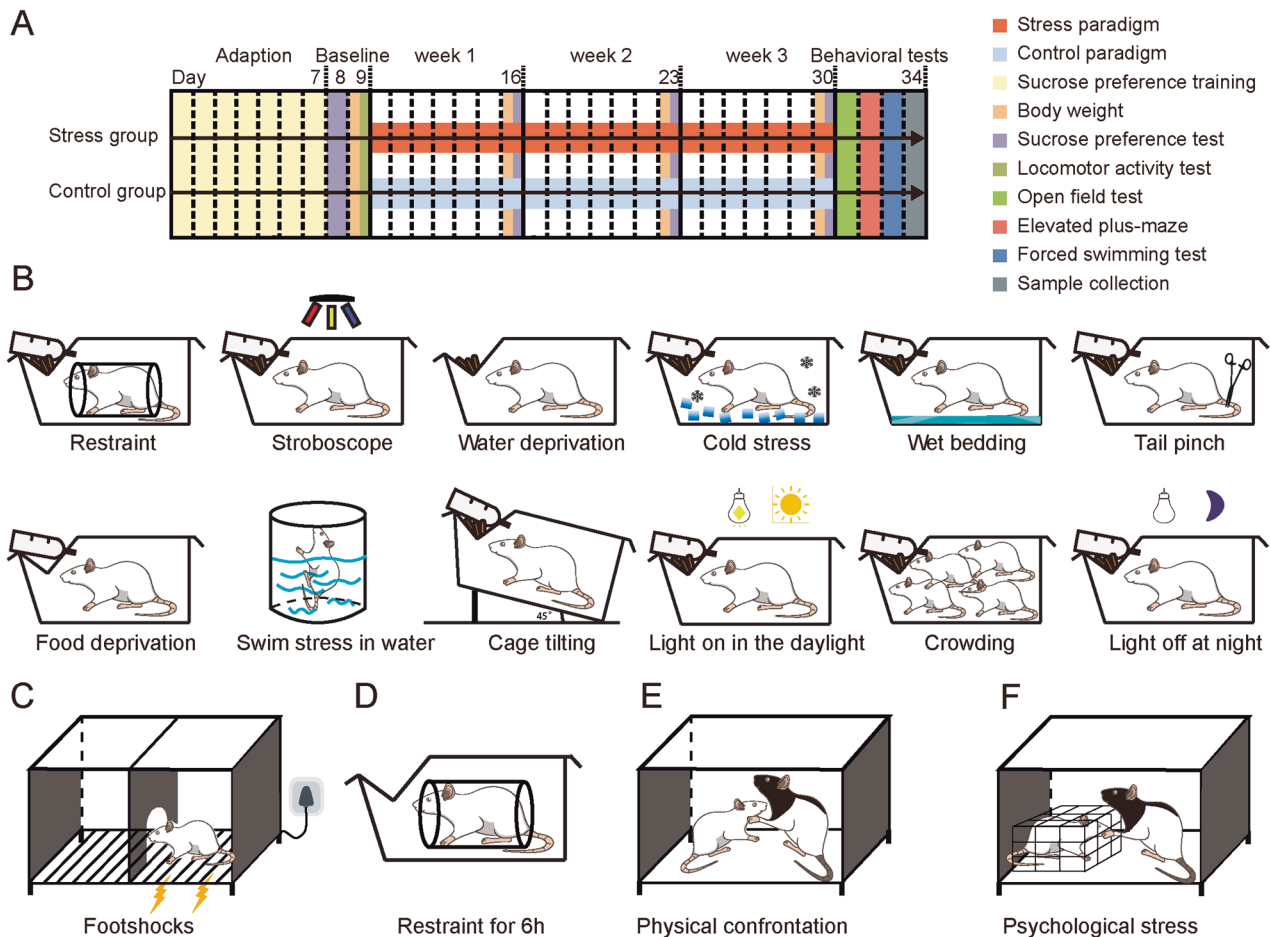 A
Adaption Baseline week 1 week 2 week 3 Behavioral tests
Day 7 8 9 16 23 30 34
Stress group
Control group
Stress paradigm
Control paradigm
Sucrose preference training
Body weight
Sucrose preference test
Locomotor activity test
Open field test
Elevated plus-maze
Forced swimming test
Sample collection
B
Restraint
Stroboscope
Water deprivation
Cold stress
Wet bedding
Tail pinch
Food deprivation
Swim stress in water
45°
Cage tilting
Light on in the daylight
Crowding
Light off at night
C
Footshocks
D
Restraint for 6h
E
Physical confrontation
F
Psychological stress